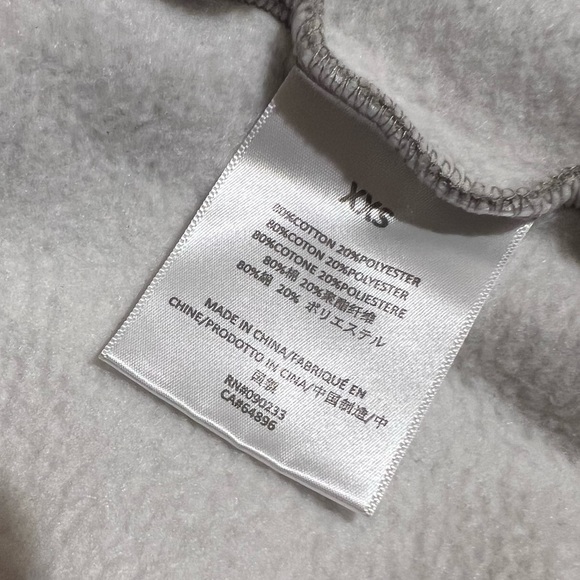 XXS
80%COTTON 20%POLYESTER
80%COTON 20%POLYESTER
80%COTONE 20%POLIESTERE
80%棉 20%聚酯纤维
80%綿 20% ポリエステル
MADE IN CHINA/FABRIQUÉ EN
CHINE/PRODOTTO IN CINA/中国制造/中
国製
RN#090233
CA#64896